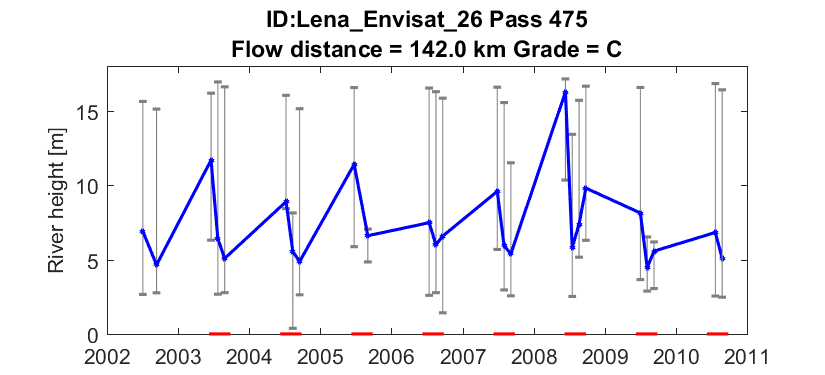 ID:Lena_Envisat_26 Pass 475
Flow distance = 142.0 km Grade = C
River height [m]
15
10
5
0
2002 2003 2004 2005 2006 2007 2008 2009 2010 2011